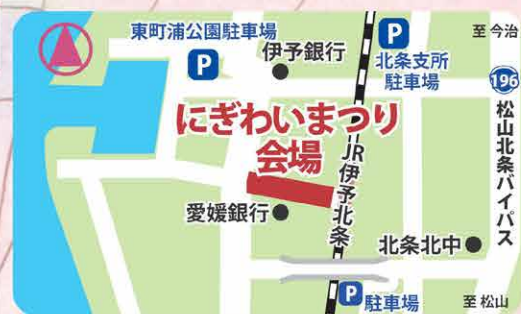 東町浦公園駐車場
P
伊予銀行
P
北条支所
駐車場
至 今治
196
松山北条バイパス
にぎわいまつり
会場
JR伊予北条
愛媛銀行
北条北中
P 駐車場
至 松山